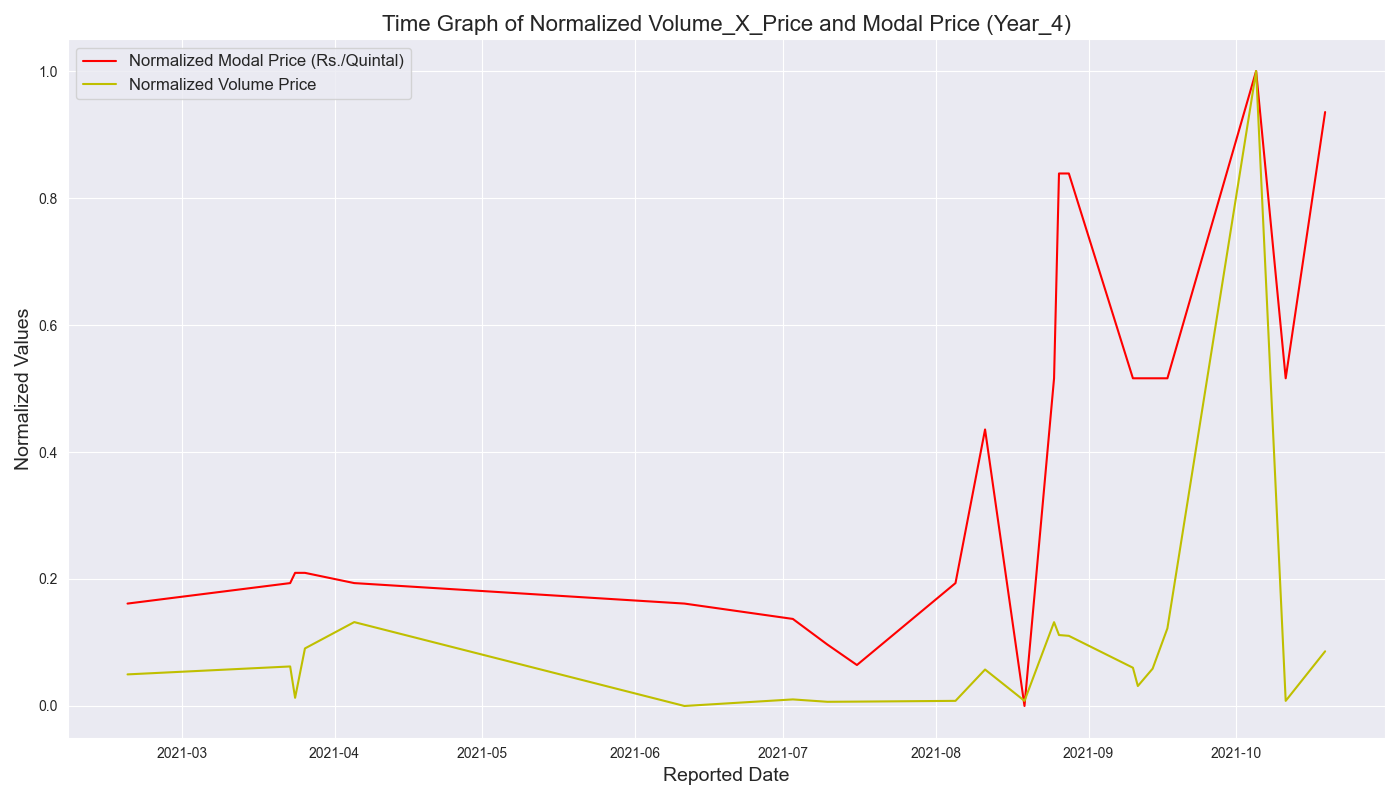 Time Graph of Normalized Volume_X_Price and Modal Price (Year_4)
Normalized Modal Price (Rs./Quintal)
Normalized Volume Price
1.0
0.8
0.6
0.4
0.2
0.0
Normalized Values
2021-03 2021-04 2021-05 2021-06 2021-07 2021-08 2021-09 2021-10
Reported Date